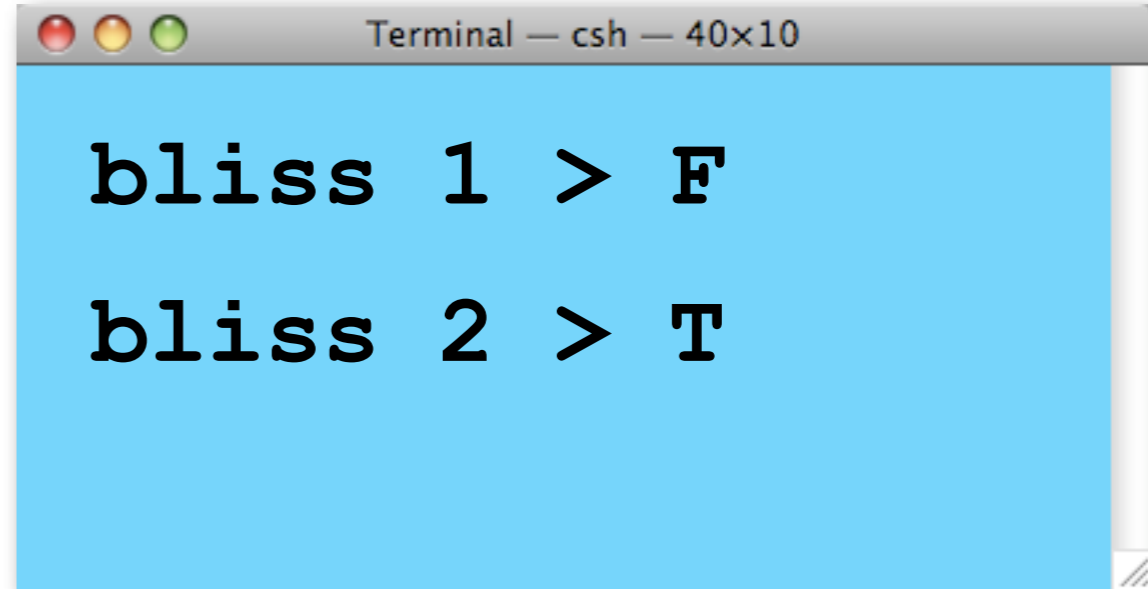 Terminal — csh — 40×10
bliss 1 > F
bliss 2 > T